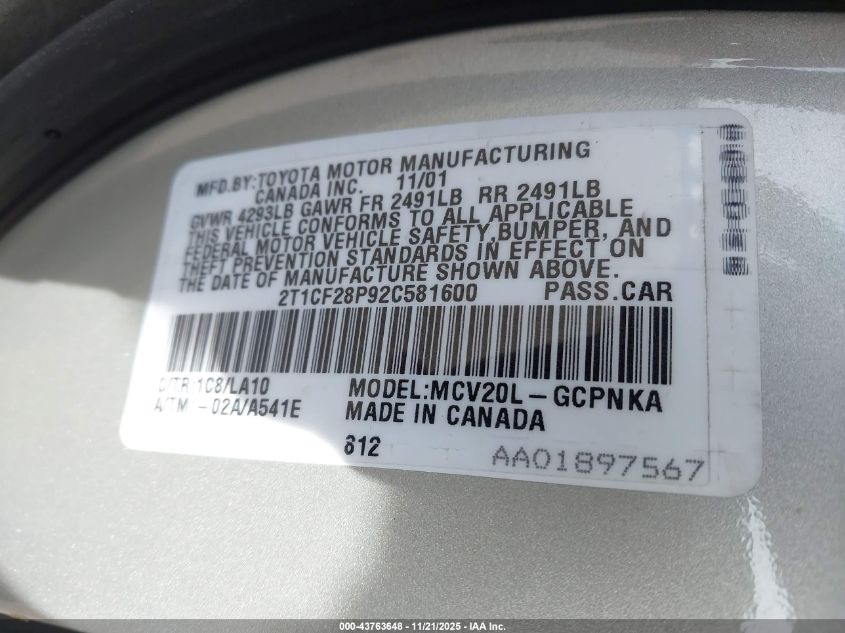 MFD.BY:TOYOTA MOTOR MANUFACTURING
CANADA INC. 11/01
GVWR 4293LB GAWR FR 2491LB RR 2491LB
THIS VEHICLE CONFORMS TO ALL APPLICABLE
FEDERAL MOTOR VEHICLE SAFETY,BUMPER, AND
THEFT PREVENTION STANDARDS IN EFFECT ON
THE DATE OF MANUFACTURE SHOWN ABOVE.
2T1CF28P92C581600 PASS.CAR
C/TR:1C8/LA10 MODEL:MCV20L-GCPNKA
A/TM -02A/A541E MADE IN CANADA
612
AA01897567
000-43763648 - 11/21/2025 - IAA Inc.